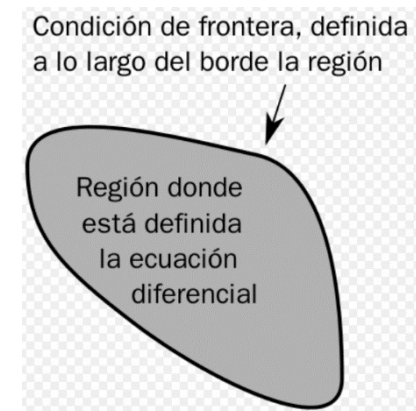 Condición de frontera, definida
a lo largo del borde la región
Región donde
está definida
la ecuación
diferencial